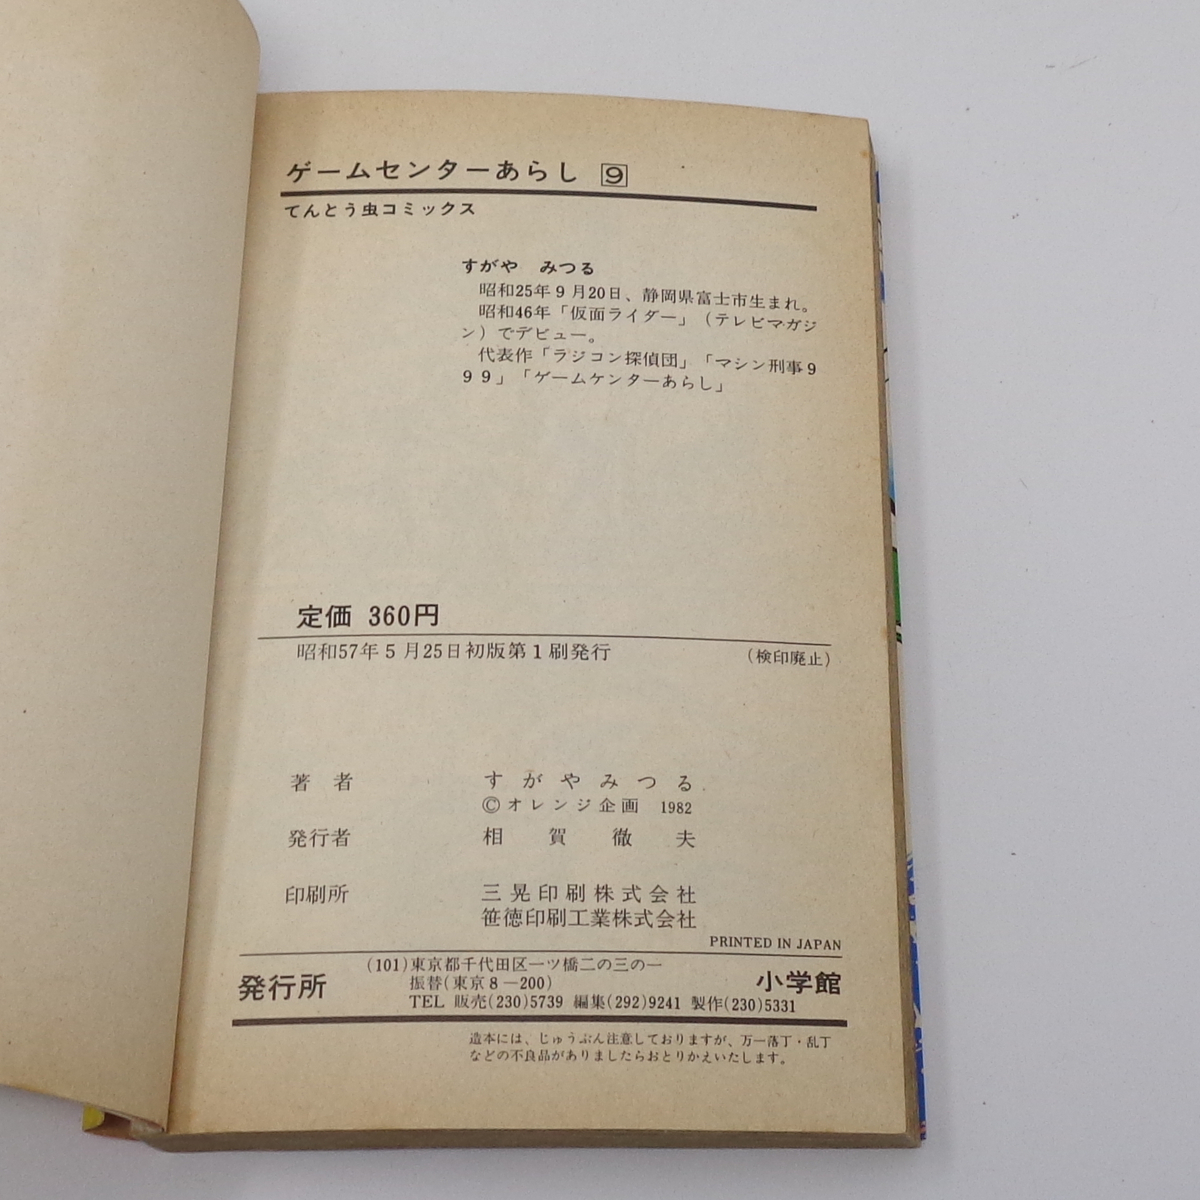 ゲームセンターあらし 9
てんとう虫コミックス
すがや みつる
昭和25年9月20日、静岡県富士市生まれ。
昭和46年「仮面ライダー」（テレビマガジ
ン）でデビュー。
代表作「ラジコン探偵団」「マシン刑事9
99」「ゲームケンターあらし」
定価 360円
昭和57年5月25日初版第1刷発行 (検印廃止)
著 者 すがやみつる
©オレンジ企画 1982
発行者 相賀徹夫
印刷所 三晃印刷株式会社
笹徳印刷工業株式会社
PRINTED IN JAPAN
(101)東京都千代田区一ツ橋二の三の一
発行所 振替(東京8-200) 小学館
TEL 販売(230)5739 編集(292)9241 製作(230)5331
造本には、じゅうぶん注意しておりますが、万一落丁・乱丁
などの不良品がありましたらおとりかえいたします。